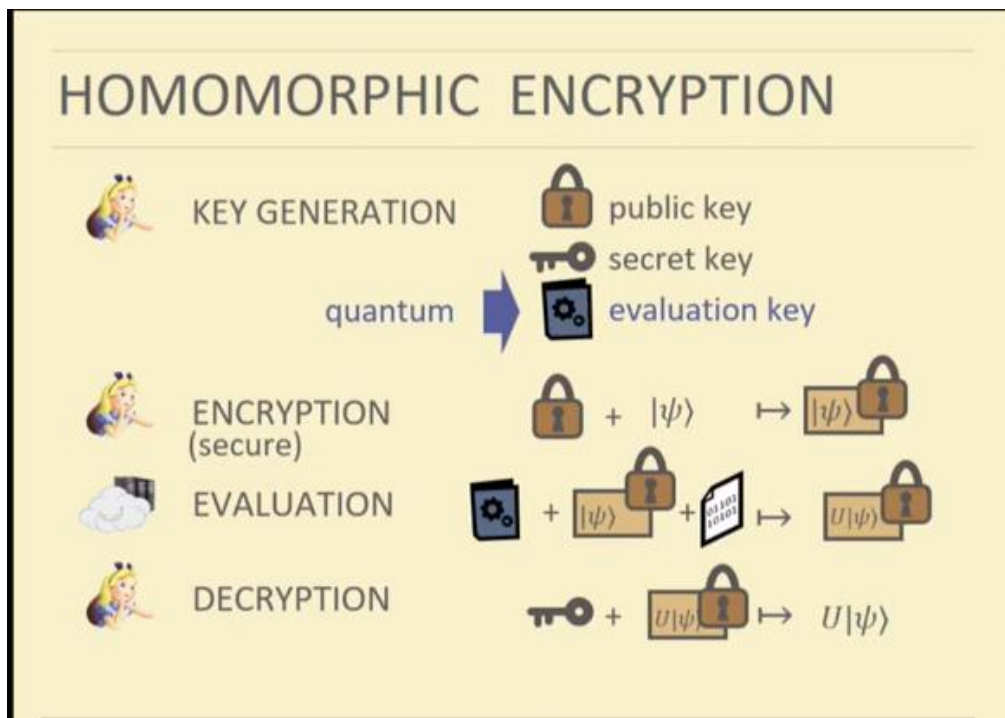 HOMOMORPHIC ENCRYPTION
KEY GENERATION public key
secret key
quantum evaluation key
ENCRYPTION + |ψ⟩ ↦ |ψ⟩
(secure)
EVALUATION + |ψ⟩ + 01101 10101 ↦ U|ψ⟩
DECRYPTION + U|ψ⟩ ↦ U|ψ⟩